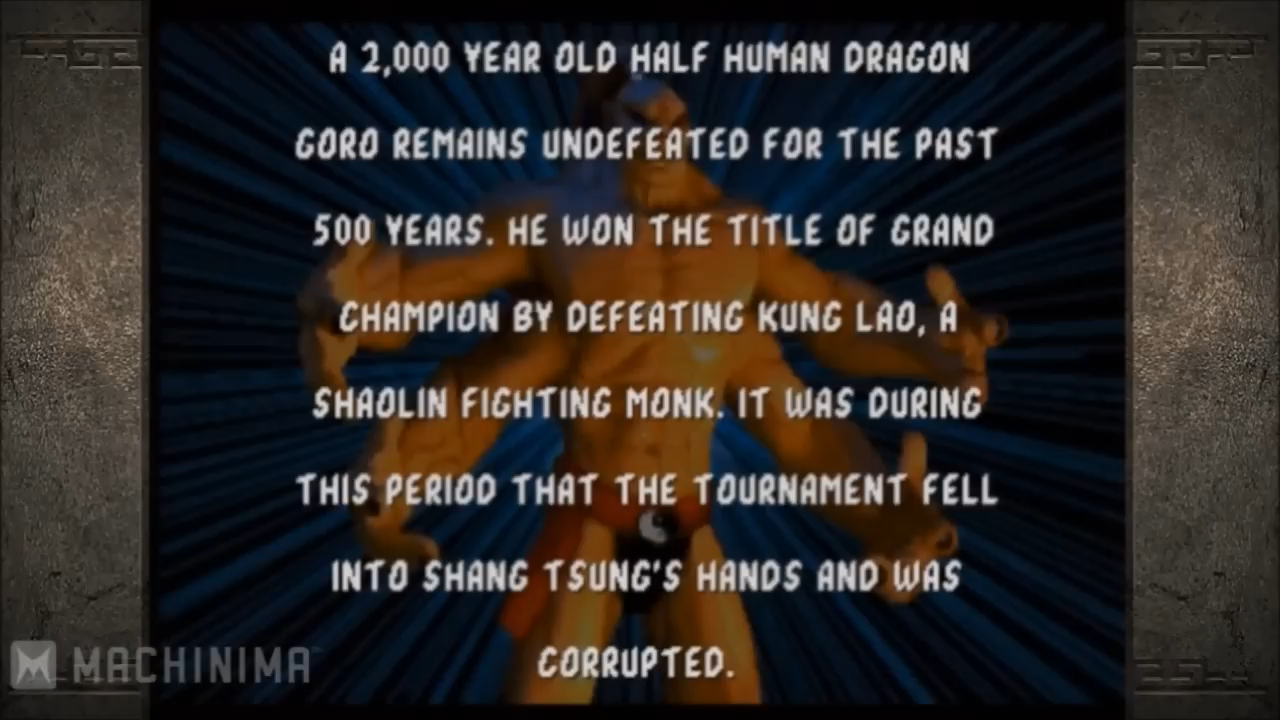 A 2,000 YEAR OLD HALF HUMAN DRAGON
GORO REMAINS UNDEFEATED FOR THE PAST
500 YEARS. HE WON THE TITLE OF GRAND
CHAMPION BY DEFEATING KUNG LAO, A
SHAOLIN FIGHTING MONK. IT WAS DURING
THIS PERIOD THAT THE TOURNAMENT FELL
INTO SHANG TSUNG'S HANDS AND WAS
CORRUPTED.
MACHINIMA